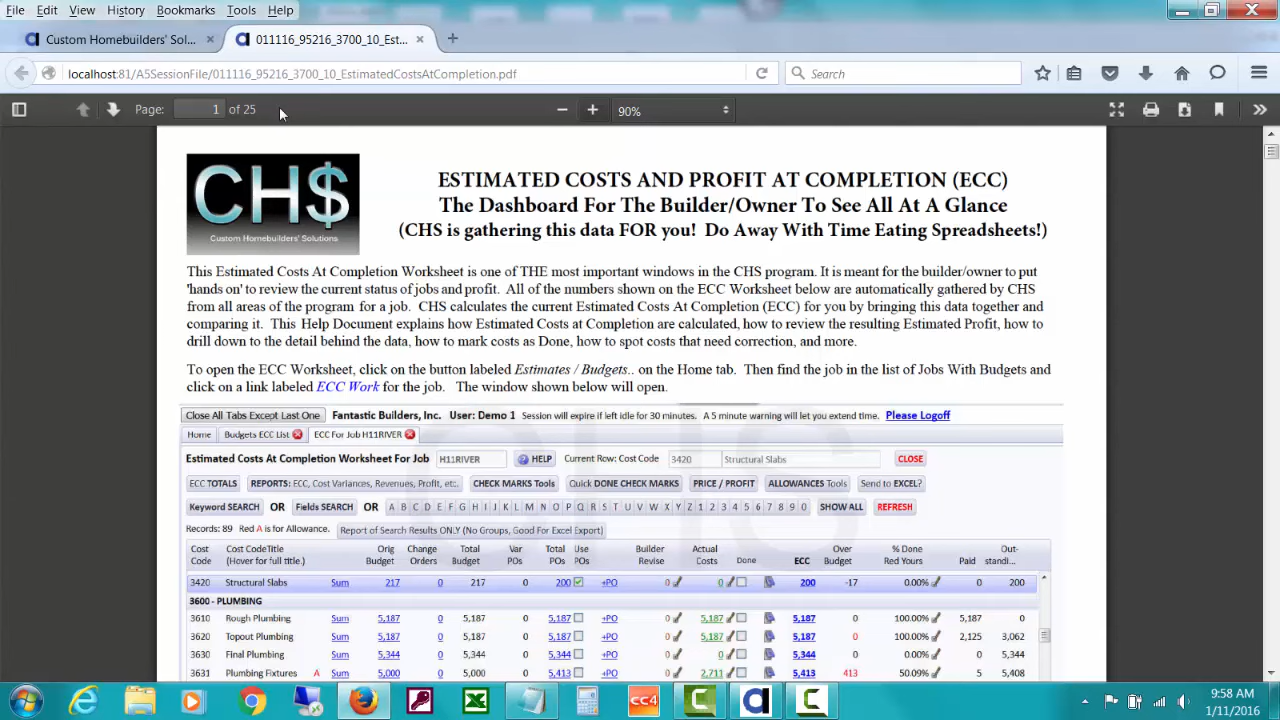 File Edit View History Bookmarks Tools Help
Custom Homebuilders' Sol... × 011116_95216_3700_10_Est... × +
localhost:81/A5SessionFile/011116_95216_3700_10_EstimatedCostsAtCompletion.pdf Search
Page: 1 of 25 90%
CH$
Custom Homebuilders' Solutions
ESTIMATED COSTS AND PROFIT AT COMPLETION (ECC)
The Dashboard For The Builder/Owner To See All At A Glance
(CHS is gathering this data FOR you! Do Away With Time Eating Spreadsheets!)
This Estimated Costs At Completion Worksheet is one of THE most important windows in the CHS program. It is meant for the builder/owner to put
'hands on' to review the current status of jobs and profit. All of the numbers shown on the ECC Worksheet below are automatically gathered by CHS
from all areas of the program for a job. CHS calculates the current Estimated Costs At Completion (ECC) for you by bringing this data together and
comparing it. This Help Document explains how Estimated Costs at Completion are calculated, how to review the resulting Estimated Profit, how to
drill down to the detail behind the data, how to mark costs as Done, how to spot costs that need correction, and more.
To open the ECC Worksheet, click on the button labeled Estimates / Budgets.. on the Home tab. Then find the job in the list of Jobs With Budgets and
click on a link labeled ECC Work for the job. The window shown below will open.
Close All Tabs Except Last One Fantastic Builders, Inc. User: Demo 1 Session will expire if left idle for 30 minutes. A 5 minute warning will let you extend time. Please Logoff
Home Budgets ECC List ECC For Job H11RIVER
Estimated Costs At Completion Worksheet For Job H11RIVER HELP Current Row: Cost Code 3420 Structural Slabs CLOSE
ECC TOTALS REPORTS: ECC, Cost Variances, Revenues, Profit, etc. CHECK MARKS Tools Quick DONE CHECK MARKS PRICE / PROFIT ALLOWANCES Tools Send to EXCEL?
Keyword SEARCH OR Fields SEARCH OR A B C D E F G H I J K L M N O P Q R S T U V W X Y Z 1 2 3 4 5 6 7 8 9 0 SHOW ALL REFRESH
Records: 89 Red A is for Allowance. Report of Search Results ONLY (No Groups, Good For Excel Export)
Cost Cost CodeTitle Orig Change Total Var Total Use Builder Actual Over % Done Out-
Code (Hover for full title.) Budget Orders Budget POs POs POs Revise Costs Done ECC Budget Red Yours Paid standi...
3420 Structural Slabs Sum 217 0 217 0 200 +PO 0 0 200 -17 0.00% 0 200
3600 - PLUMBING
3610 Rough Plumbing Sum 5,187 0 5,187 0 5,187 +PO 0 5,187 5,187 0 100.00% 5,187 0
3620 Topout Plumbing Sum 5,187 0 5,187 0 5,187 +PO 0 5,187 5,187 0 100.00% 2,125 3,062
3630 Final Plumbing Sum 5,344 0 5,344 0 5,344 +PO 0 0 5,344 0 0.00% 0 5,344
3631 Plumbing Fixtures A Sum 5,000 0 5,000 0 5,413 +PO 0 2,711 5,413 413 50.09% 5 5,408
CC4
9:58 AM
1/11/2016